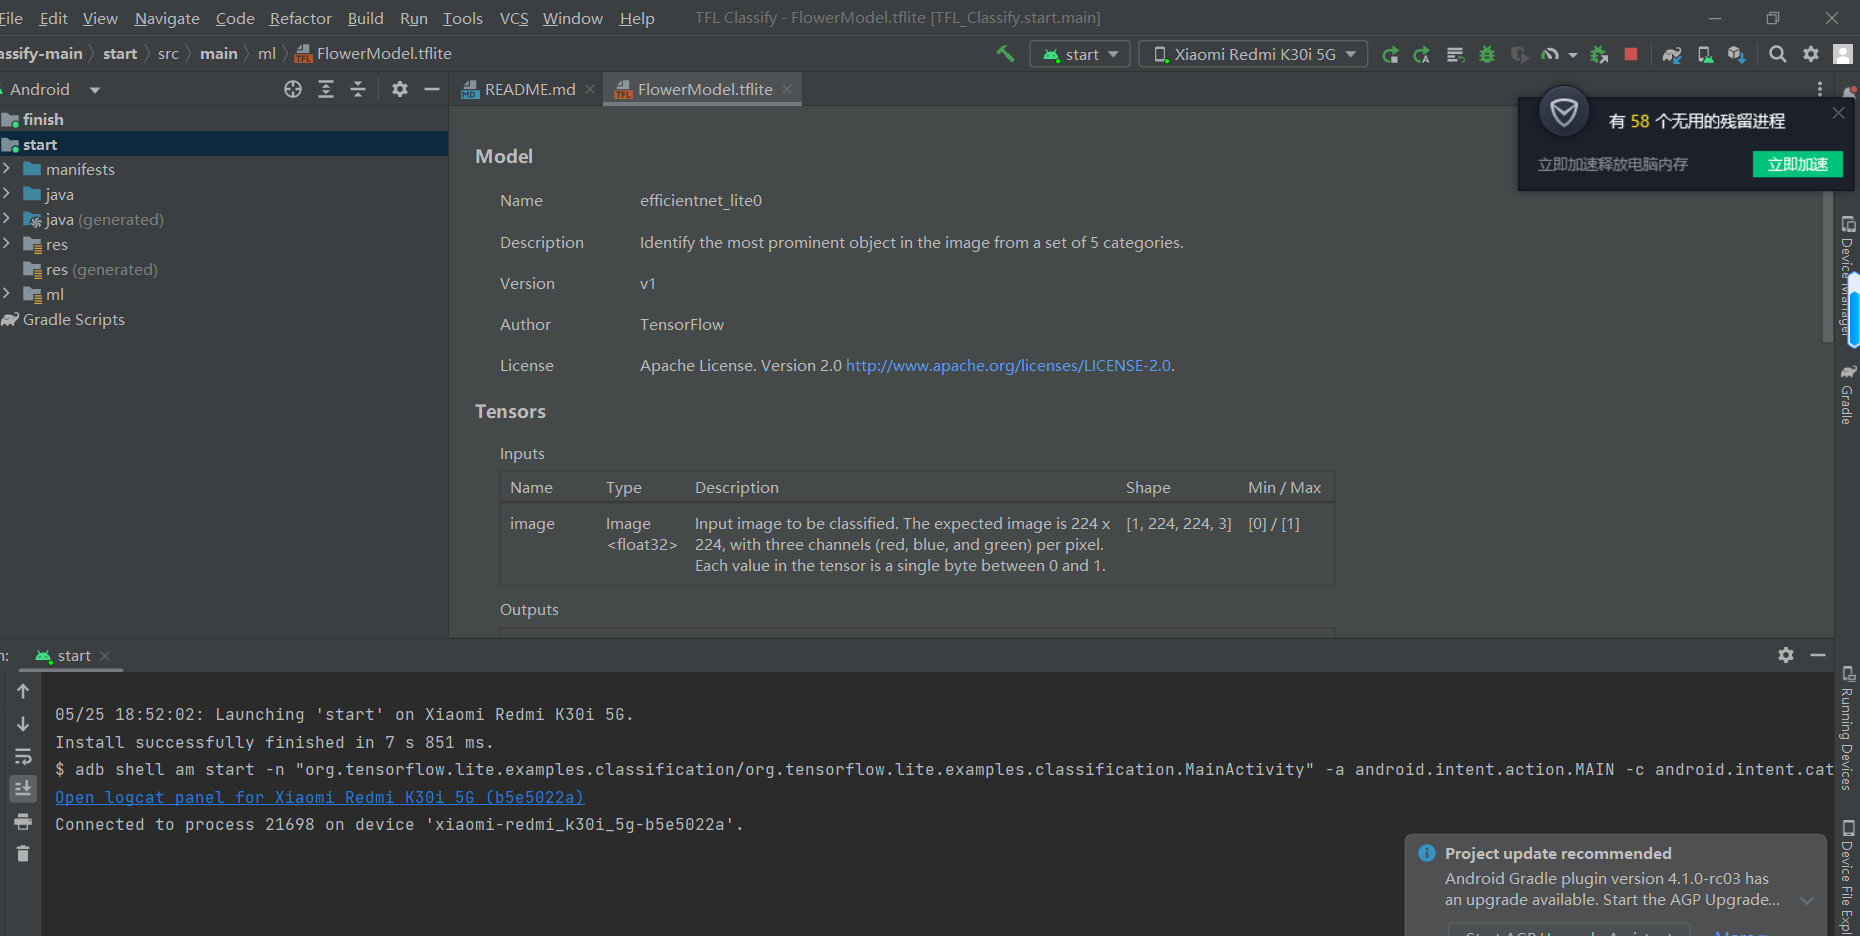 File Edit View Navigate Code Refactor Build Run Tools VCS Window Help TFL Classify - FlowerModel.tflite [TFL_Classify.start.main]
assify-main start src main ml FlowerModel.tflite start Xiaomi Redmi K30i 5G
Android README.md FlowerModel.tflite
finish
start
manifests
java
java (generated)
res
res (generated)
ml
Gradle Scripts
Model
Name efficientnet_lite0
Description Identify the most prominent object in the image from a set of 5 categories.
Version v1
Author TensorFlow
License Apache License. Version 2.0 http://www.apache.org/licenses/LICENSE-2.0.
Tensors
Inputs
Name Type Description Shape Min / Max
image Image Input image to be classified. The expected image is 224 x [1, 224, 224, 3] [0] / [1]
<float32> 224, with three channels (red, blue, and green) per pixel.
Each value in the tensor is a single byte between 0 and 1.
Outputs
有 58 个无用的残留进程
立即加速释放电脑内存 立即加速
Device Manager
Gradle
Running Devices
Device File Expl
n: start
05/25 18:52:02: Launching 'start' on Xiaomi Redmi K30i 5G.
Install successfully finished in 7 s 851 ms.
$ adb shell am start -n "org.tensorflow.lite.examples.classification/org.tensorflow.lite.examples.classification.MainActivity" -a android.intent.action.MAIN -c android.intent.cat
Open logcat panel for Xiaomi Redmi K30i 5G (b5e5022a)
Connected to process 21698 on device 'xiaomi-redmi_k30i_5g-b5e5022a'.
Project update recommended
Android Gradle plugin version 4.1.0-rc03 has
an upgrade available. Start the AGP Upgrade...
Start AGP Upgrade Assistant More